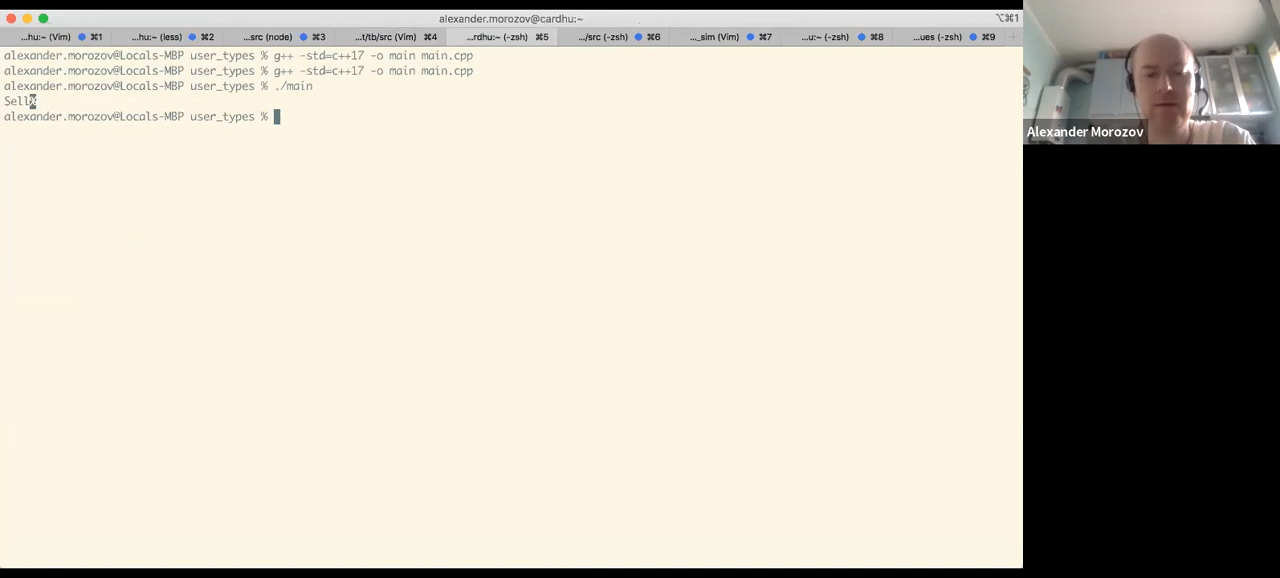 alexander.morozov@cardhu:~
⌥⌘1
...hu:~ (Vim) ⌘1 ...hu:~ (less) ⌘2 ...src (node) ⌘3 ...t/tb/src (Vim) ⌘4 ...rdhu:~ (-zsh) ⌘5 .../src (-zsh) ⌘6 ..._sim (Vim) ⌘7 ...u:~ (-zsh) ⌘8 ...ues (-zsh) ⌘9
alexander.morozov@Locals-MBP user_types % g++ -std=c++17 -o main main.cpp
alexander.morozov@Locals-MBP user_types % g++ -std=c++17 -o main main.cpp
alexander.morozov@Locals-MBP user_types % ./main
Sell%
alexander.morozov@Locals-MBP user_types %
Alexander Morozov